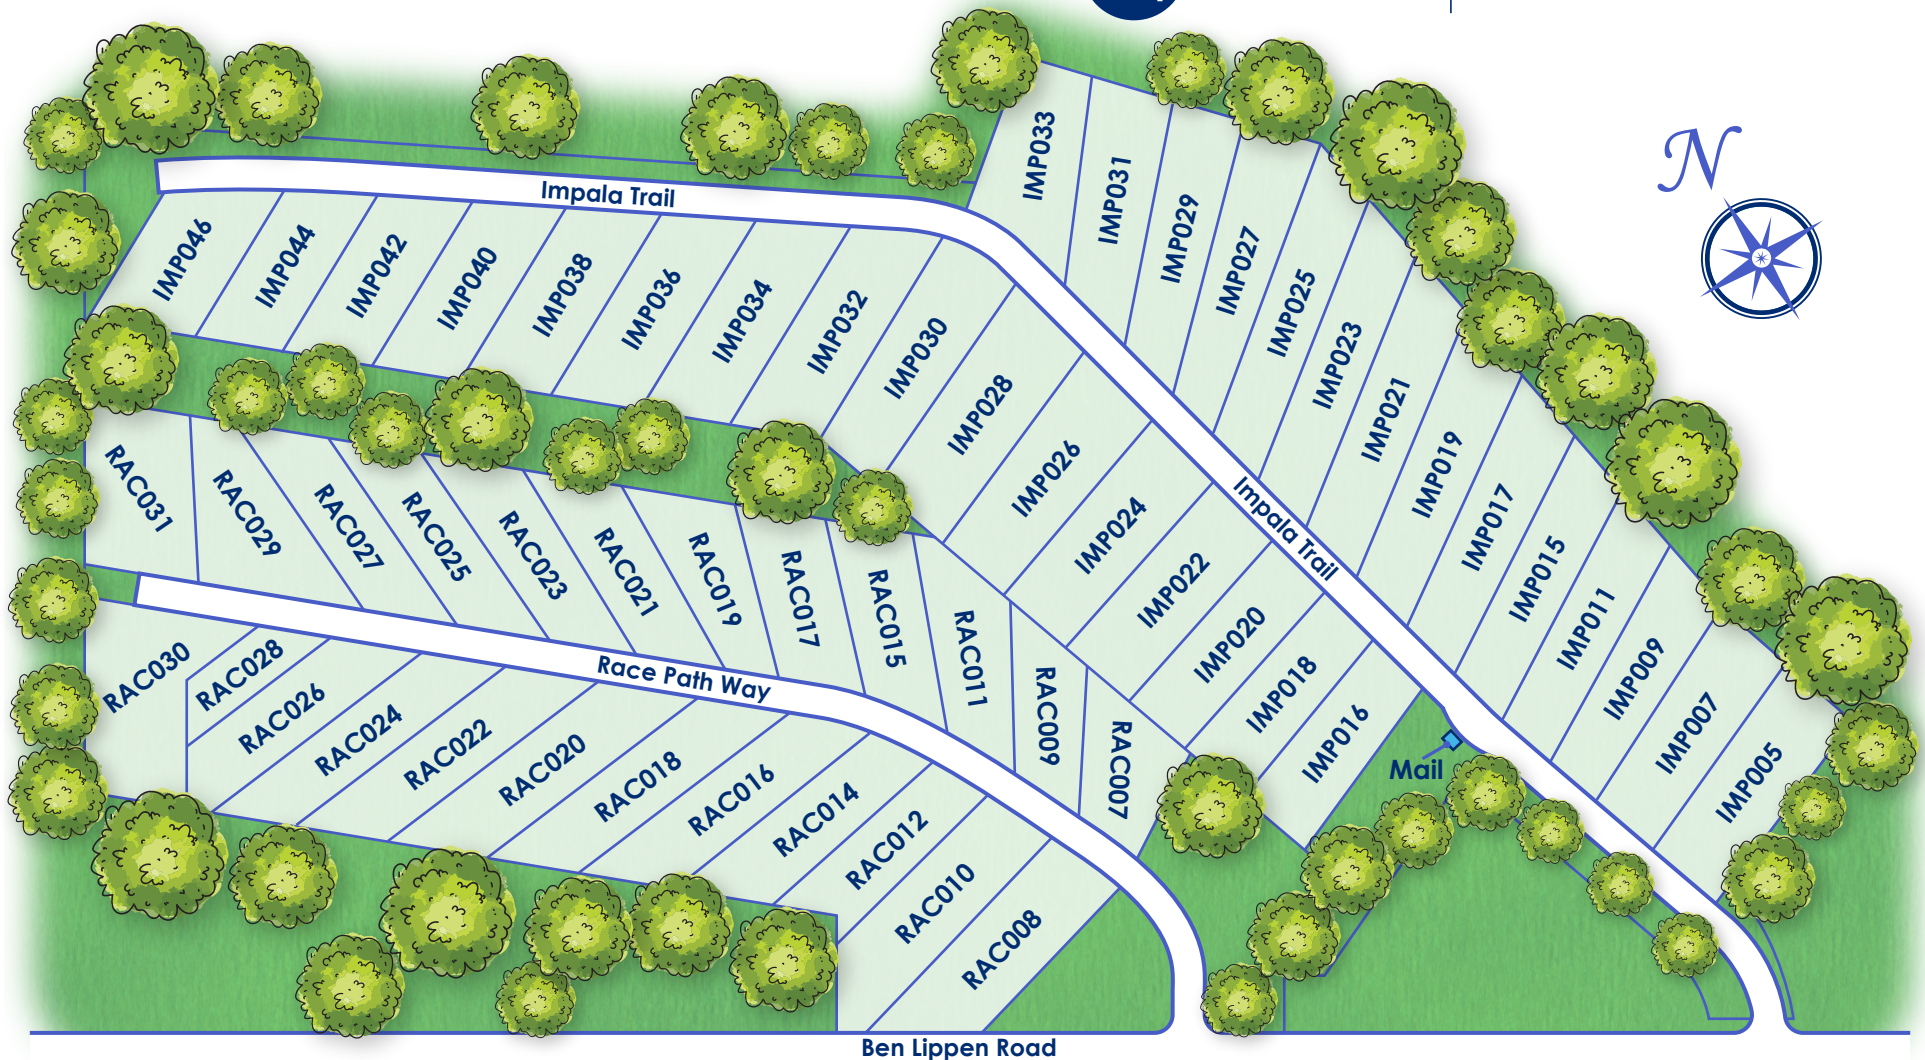 N
IMP033
IMP031
IMP029
IMP027
IMP025
IMP023
IMP021
IMP019
IMP017
IMP015
IMP011
IMP009
IMP007
IMP005
Impala Trail
IMP046
IMP044
IMP042
IMP040
IMP038
IMP036
IMP034
IMP032
IMP030
IMP028
IMP026
IMP024
IMP022
IMP020
IMP018
IMP016
Impala Trail
Mail
RAC031
RAC029
RAC027
RAC025
RAC023
RAC021
RAC019
RAC017
RAC015
RAC011
RAC009
RAC007
Race Path Way
RAC030
RAC028
RAC026
RAC024
RAC022
RAC020
RAC018
RAC016
RAC014
RAC012
RAC010
RAC008
Ben Lippen Road